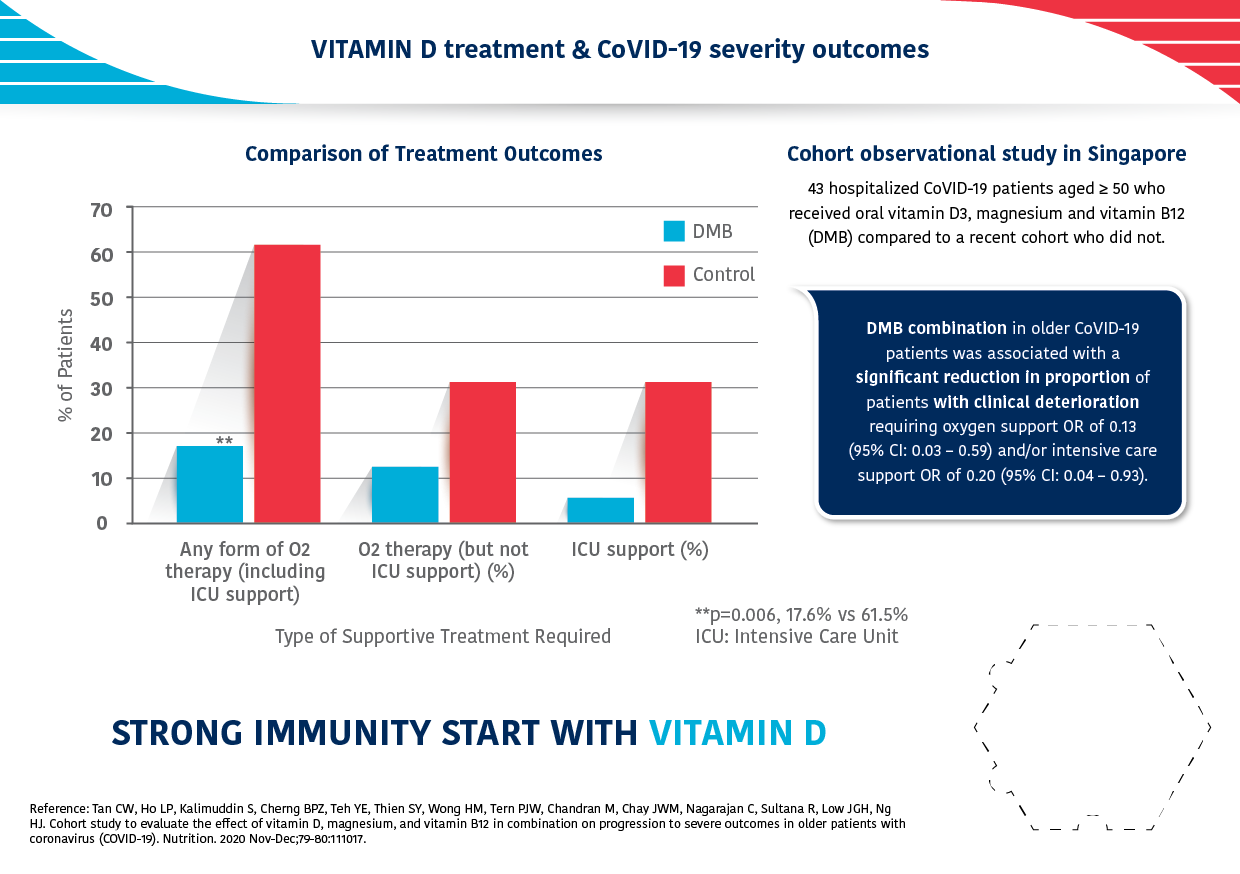 VITAMIN D treatment & CoVID-19 severity outcomes
Comparison of Treatment Outcomes
70
60
50
40
30
20
10
0
% of Patients
DMB
Control
**
Any form of O2
therapy (including
ICU support)
O2 therapy (but not
ICU support) (%)
ICU support (%)
Type of Supportive Treatment Required
**p=0.006, 17.6% vs 61.5%
ICU: Intensive Care Unit
Cohort observational study in Singapore
43 hospitalized CoVID-19 patients aged ≥ 50 who
received oral vitamin D3, magnesium and vitamin B12
(DMB) compared to a recent cohort who did not.
DMB combination in older CoVID-19
patients was associated with a
significant reduction in proportion of
patients with clinical deterioration
requiring oxygen support OR of 0.13
(95% CI: 0.03 – 0.59) and/or intensive care
support OR of 0.20 (95% CI: 0.04 – 0.93).
STRONG IMMUNITY START WITH VITAMIN D
Reference: Tan CW, Ho LP, Kalimuddin S, Cherng BPZ, Teh YE, Thien SY, Wong HM, Tern PJW, Chandran M, Chay JWM, Nagarajan C, Sultana R, Low JGH, Ng
HJ. Cohort study to evaluate the effect of vitamin D, magnesium, and vitamin B12 in combination on progression to severe outcomes in older patients with
coronavirus (COVID-19). Nutrition. 2020 Nov-Dec;79-80:111017.